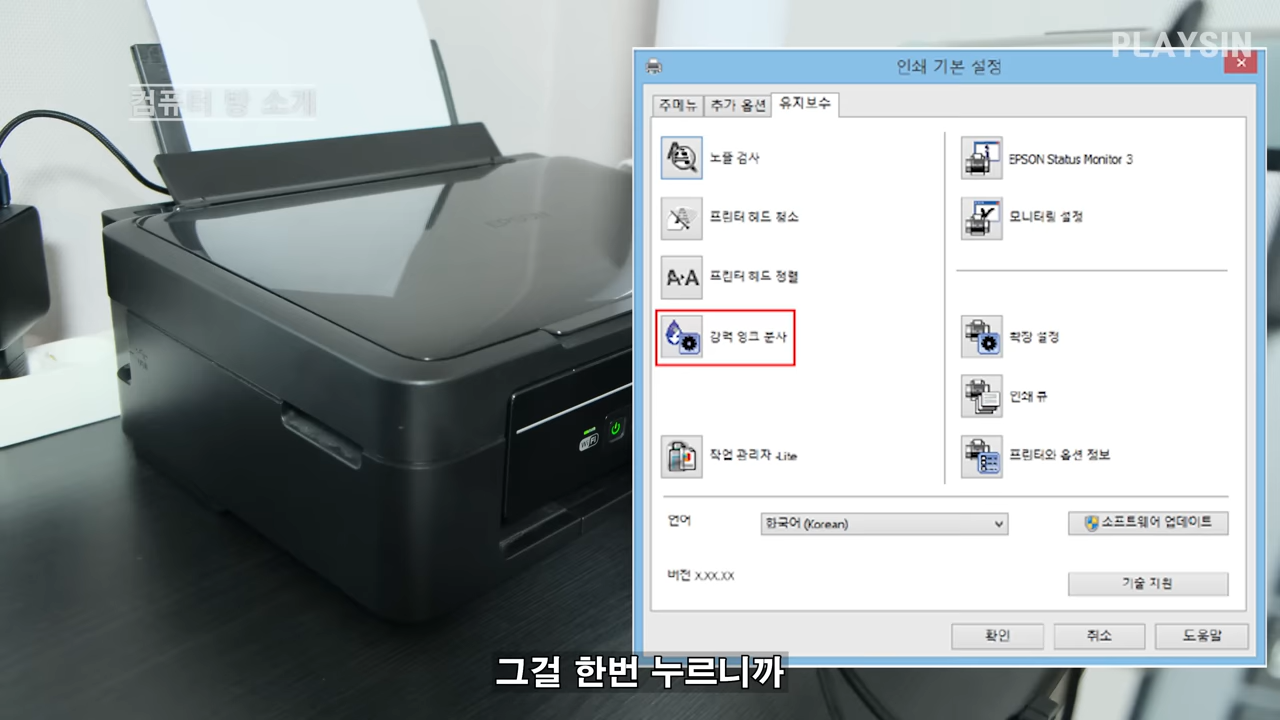 PLAYSIN
컴퓨터 방 소개
인쇄 기본 설정
주메뉴
추가 옵션
유지보수
노즐 검사
프린터 헤드 청소
프린터 헤드 정렬
강력 잉크 분사
작업 관리자 -Lite
EPSON Status Monitor 3
모니터링 설정
확장 설정
인쇄 큐
프린터와 옵션 정보
언어
한국어 (Korean)
소프트웨어 업데이트
버전 X.XX.XX
기술 지원
확인
취소
도움말
WiFi
그걸 한번 누르니까